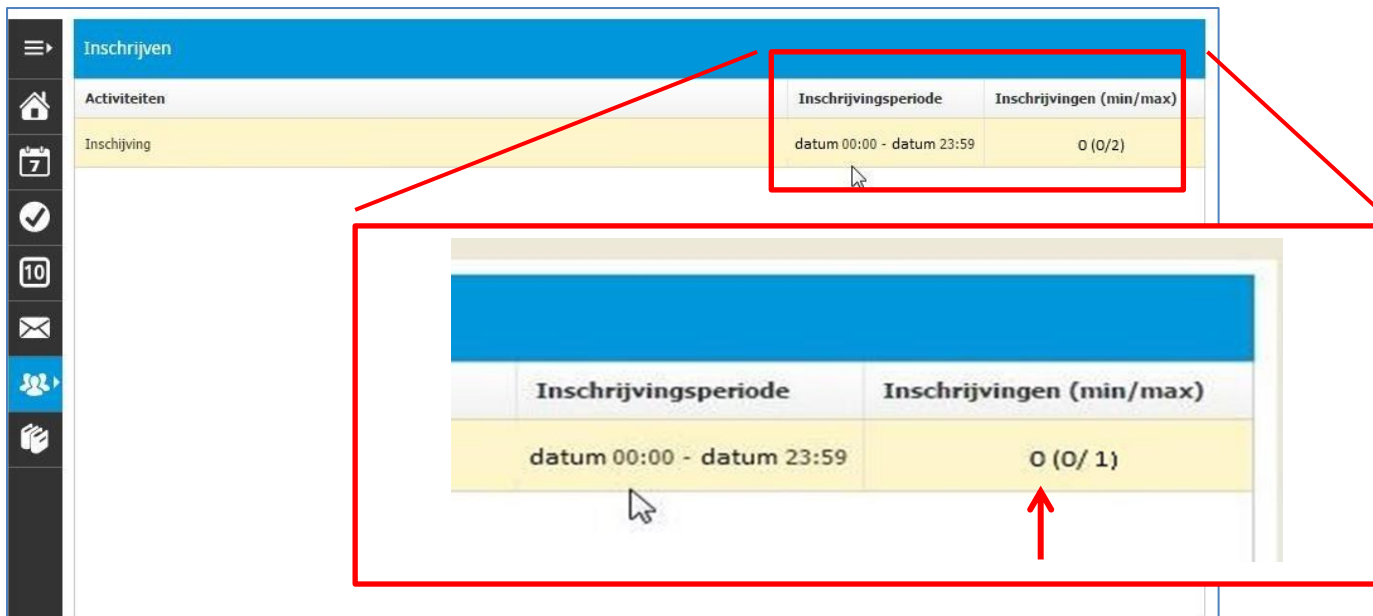 Inschrijven
Activiteiten Inschrijvingsperiode Inschrijvingen (min/max)
Inschijving datum 00:00 - datum 23:59 0 (0/2)
7
10
Inschrijvingsperiode Inschrijvingen (min/max)
datum 00:00 - datum 23:59 0 (0/ 1)